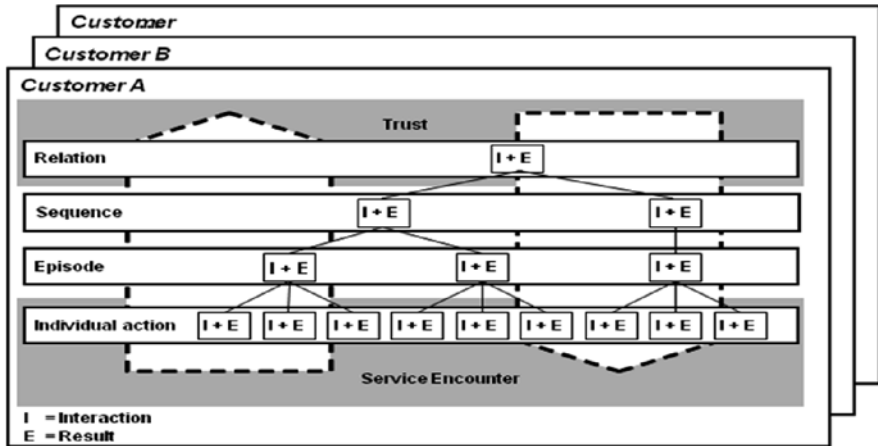 Customer
Customer B
Customer A
Trust
Relation
I + E
Sequence
I + E
I + E
Episode
I + E
I + E
I + E
Individual action
I + E
I + E
I + E
I + E
I + E
I + E
I + E
I + E
I + E
Service Encounter
I = Interaction
E = Result